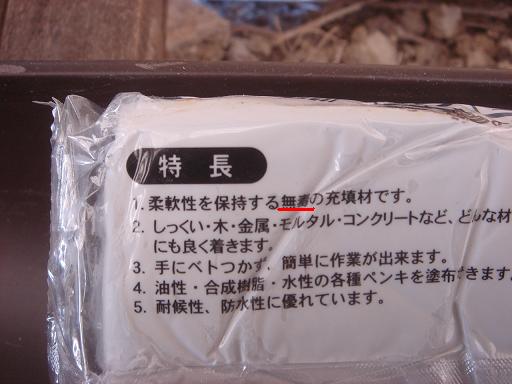 特長
1. 柔軟性を保持する無毒の充填材です。
2. しっくい・木・金属・モルタル・コンクリートなど、どんな材
にも良く着きます。
3. 手にベトつかず、簡単に作業が出来ます。
4. 油性・合成樹脂・水性の各種ペンキを塗布できます。
5. 耐候性、防水性に優れています。